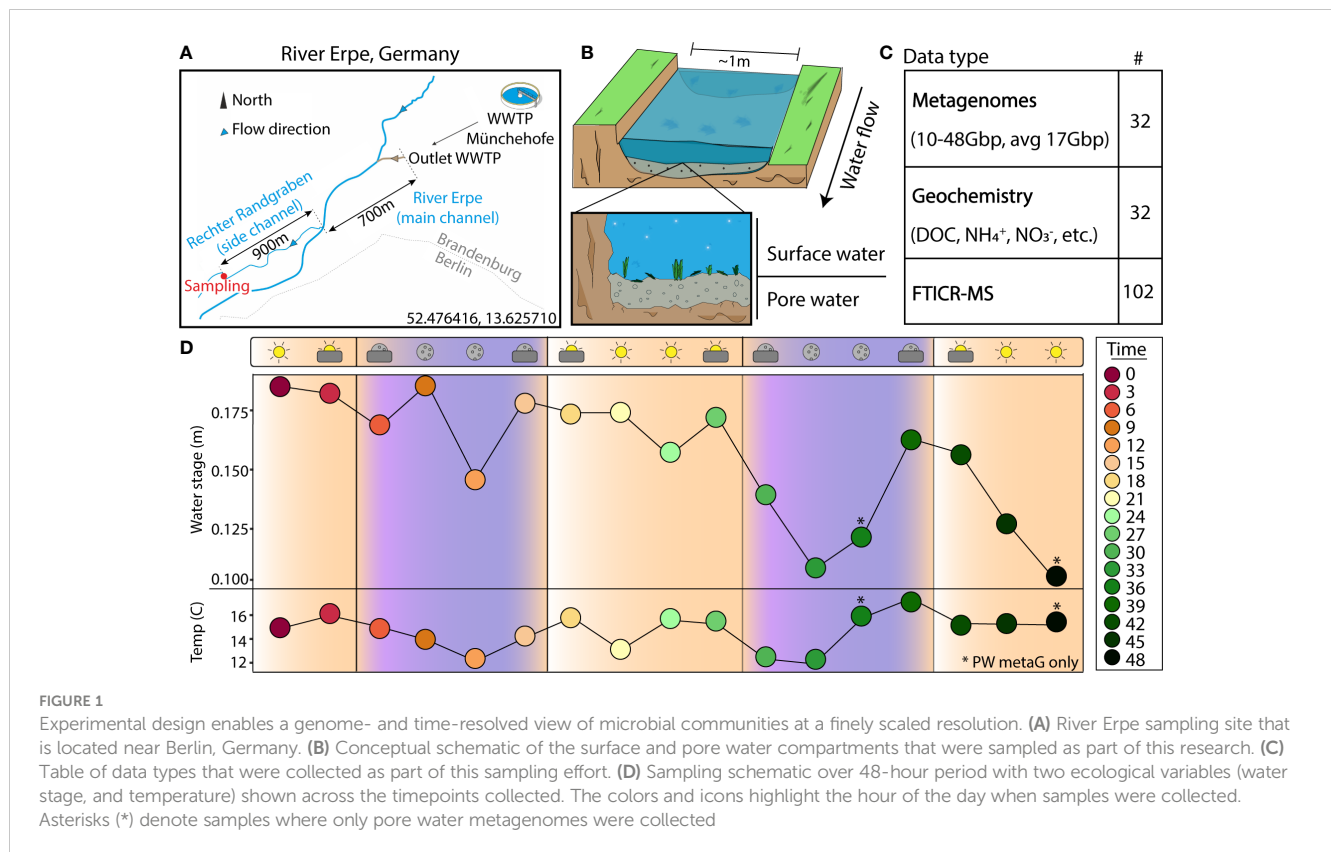 A
River Erpe, Germany
North
Flow direction
WWTP
Münchehofe
Outlet WWTP
Rechter Randgraben
(side channel)
900m
700m
River Erpe
(main channel)
Brandenburg
Berlin
Sampling
52.476416, 13.625710
B
~1m
Water flow
Surface water
Pore water
C
Data type #
Metagenomes
(10-48Gbp, avg 17Gbp)
32
Geochemistry
(DOC, NH₄⁺, NO₃⁻, etc.)
32
FTICR-MS 102
D
Water stage (m)
0.175
0.150
0.125
0.100
*
*
Temp (C)
16
14
12
*
*
* PW metaG only
Time
0
3
6
9
12
15
18
21
24
27
30
33
36
39
42
45
48
FIGURE 1
Experimental design enables a genome- and time-resolved view of microbial communities at a finely scaled resolution. (A) River Erpe sampling site that
is located near Berlin, Germany. (B) Conceptual schematic of the surface and pore water compartments that were sampled as part of this research. (C)
Table of data types that were collected as part of this sampling effort. (D) Sampling schematic over 48-hour period with two ecological variables (water
stage, and temperature) shown across the timepoints collected. The colors and icons highlight the hour of the day when samples were collected.
Asterisks (*) denote samples where only pore water metagenomes were collected